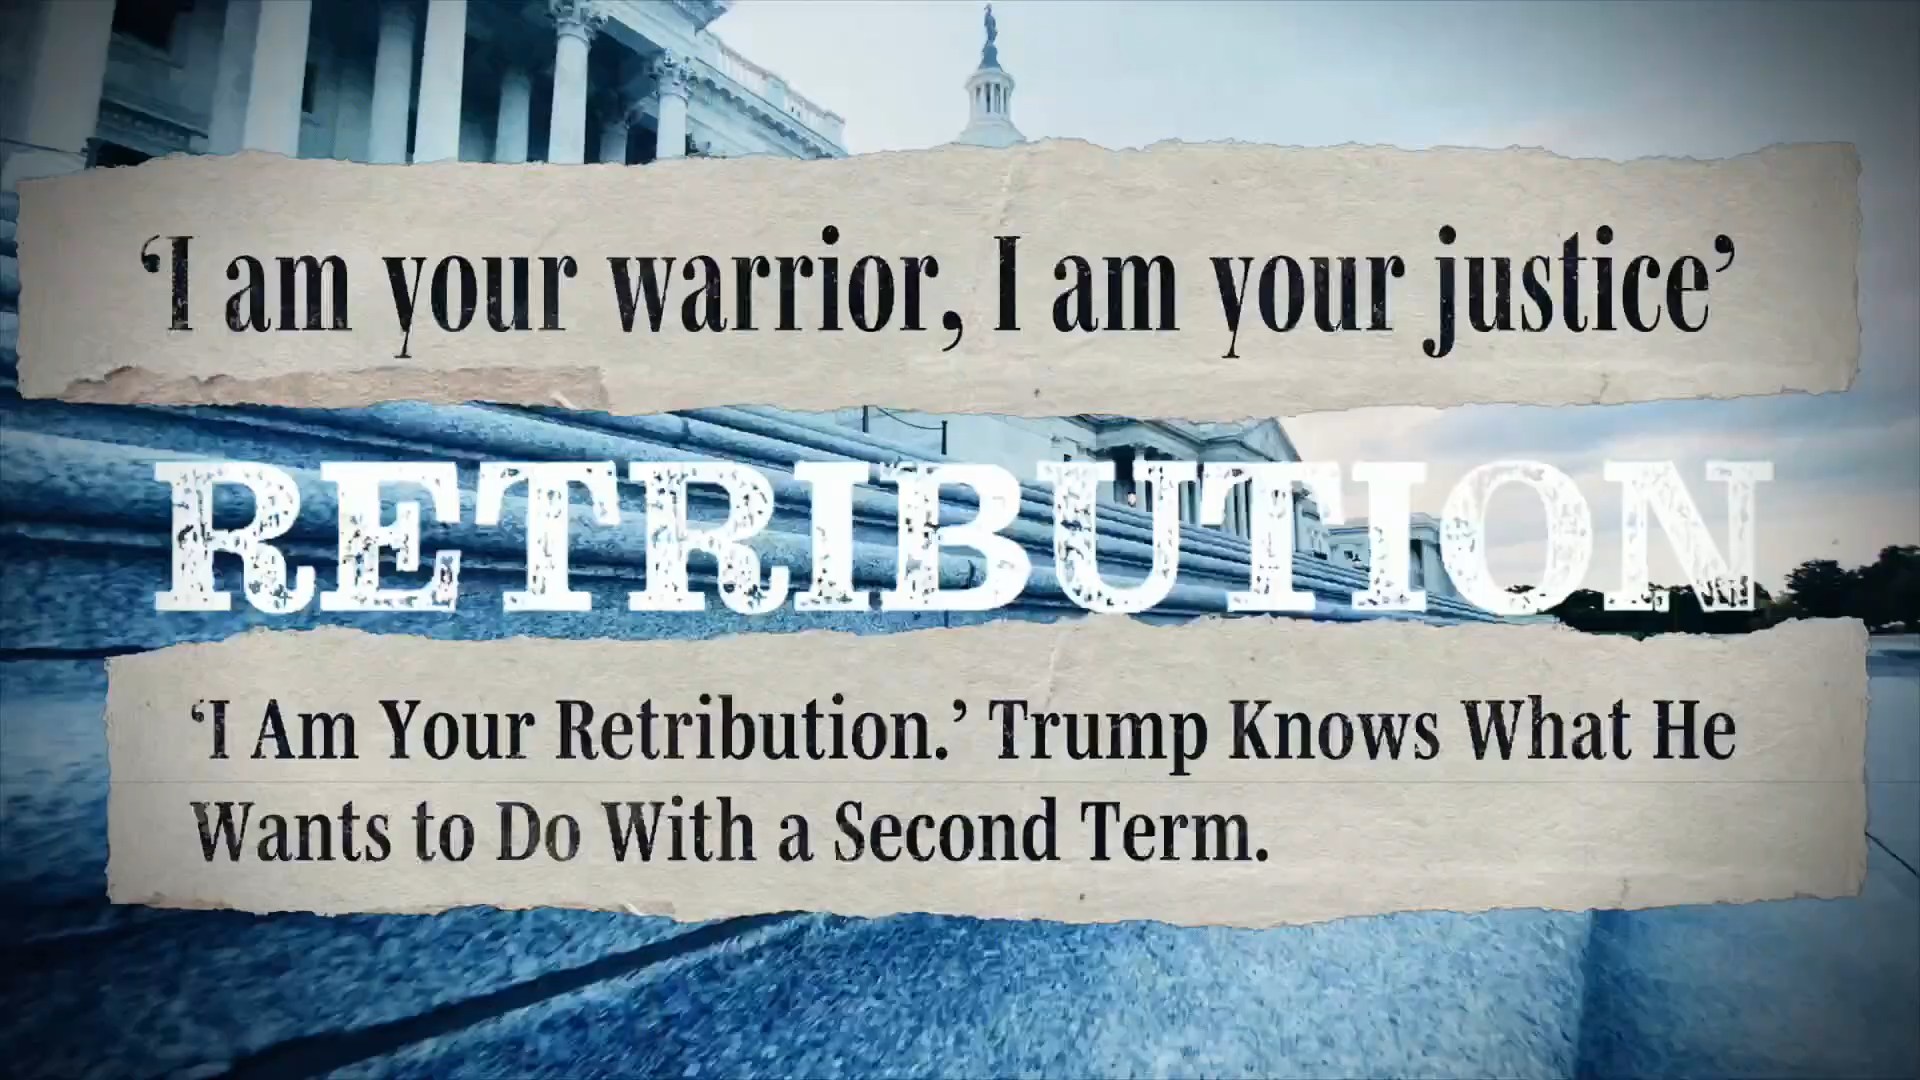 ‘I am your warrior, I am your justice’
RETRIBUTION
‘I Am Your Retribution.’ Trump Knows What He
Wants to Do With a Second Term.